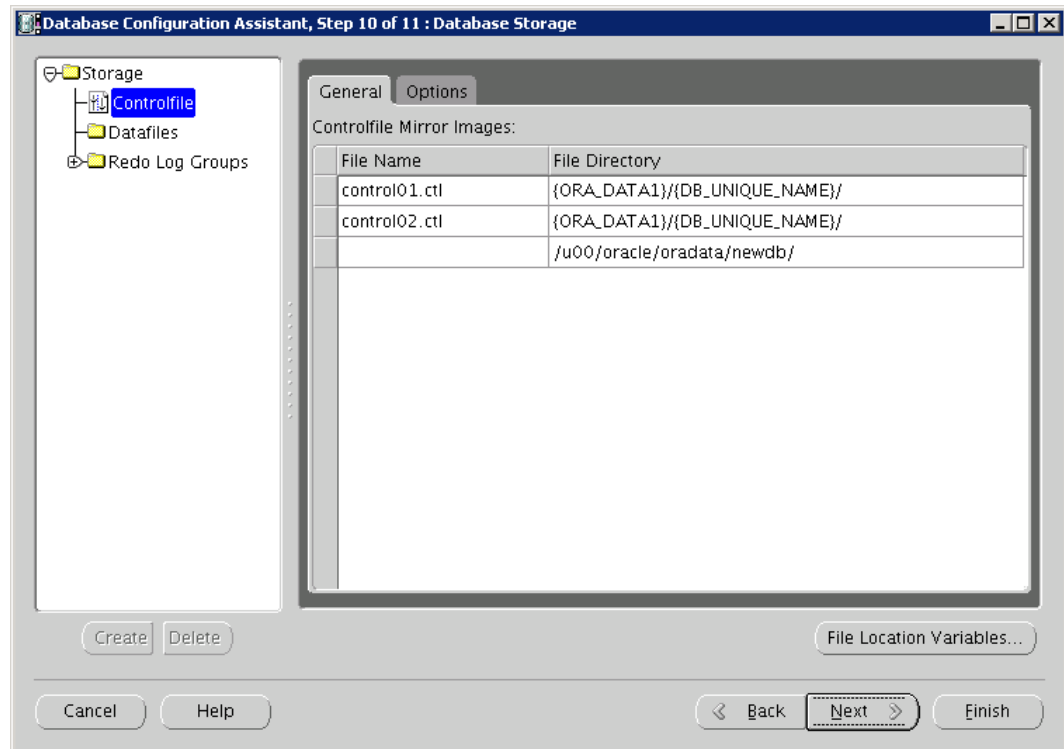 Database Configuration Assistant, Step 10 of 11 : Database Storage
Storage
Controlfile
Datafiles
Redo Log Groups
General Options
Controlfile Mirror Images:
File Name File Directory
control01.ctl {ORA_DATA1}/{DB_UNIQUE_NAME}/
control02.ctl {ORA_DATA1}/{DB_UNIQUE_NAME}/
/u00/oracle/oradata/newdb/
Create Delete File Location Variables...
Cancel Help Back Next Finish